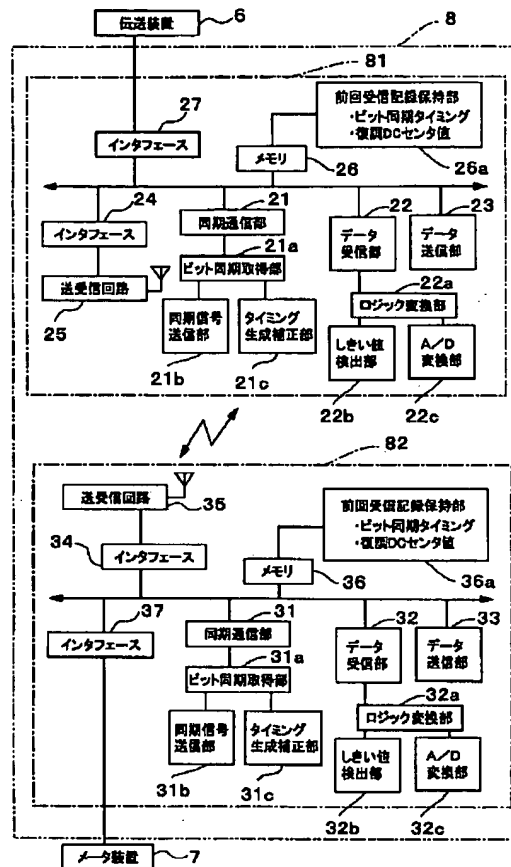 伝送装置
6
8
81
27
前回受信記録保持部
・ビット同期タイミング
・復調DCセンタ値
インタフェース
メモリ
26
26a
24
21
22
23
インタフェース
同期通信部
データ
受信部
データ
送信部
21a
ビット同期取得部
22a
送受信回路
25
ロジック変換部
同期信号
送信部
タイミング
生成補正部
しきい値
検出部
A/D
変換部
21b
21c
22b
22c
82
送受信回路
35
前回受信記録保持部
・ビット同期タイミング
・復調DCセンタ値
34
インタフェース
メモリ
36
36a
37
31
32
33
インタフェース
同期通信部
データ
受信部
データ
送信部
31a
ビット同期取得部
32a
ロジック変換部
同期信号
送信部
タイミング
生成補正部
しきい値
検出部
A/D
変換部
31b
31c
32b
32c
メータ装置
7